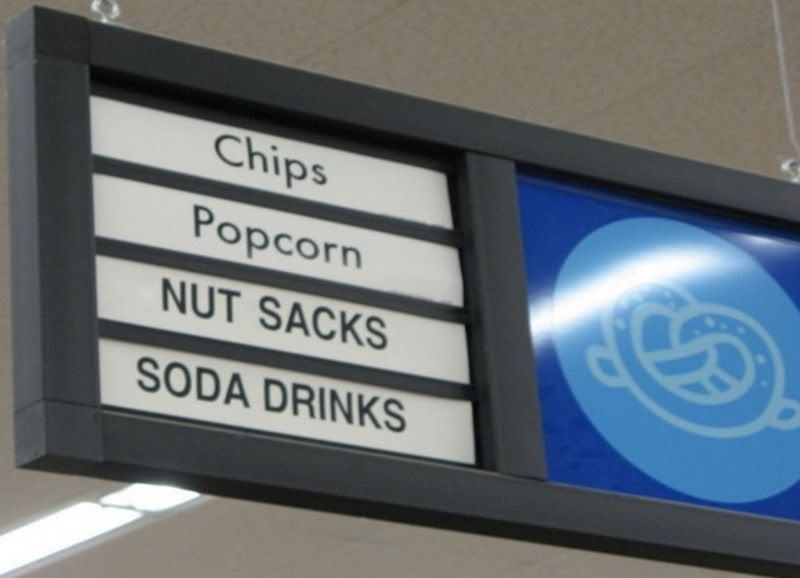 Chips
Popcorn
NUT SACKS
SODA DRINKS